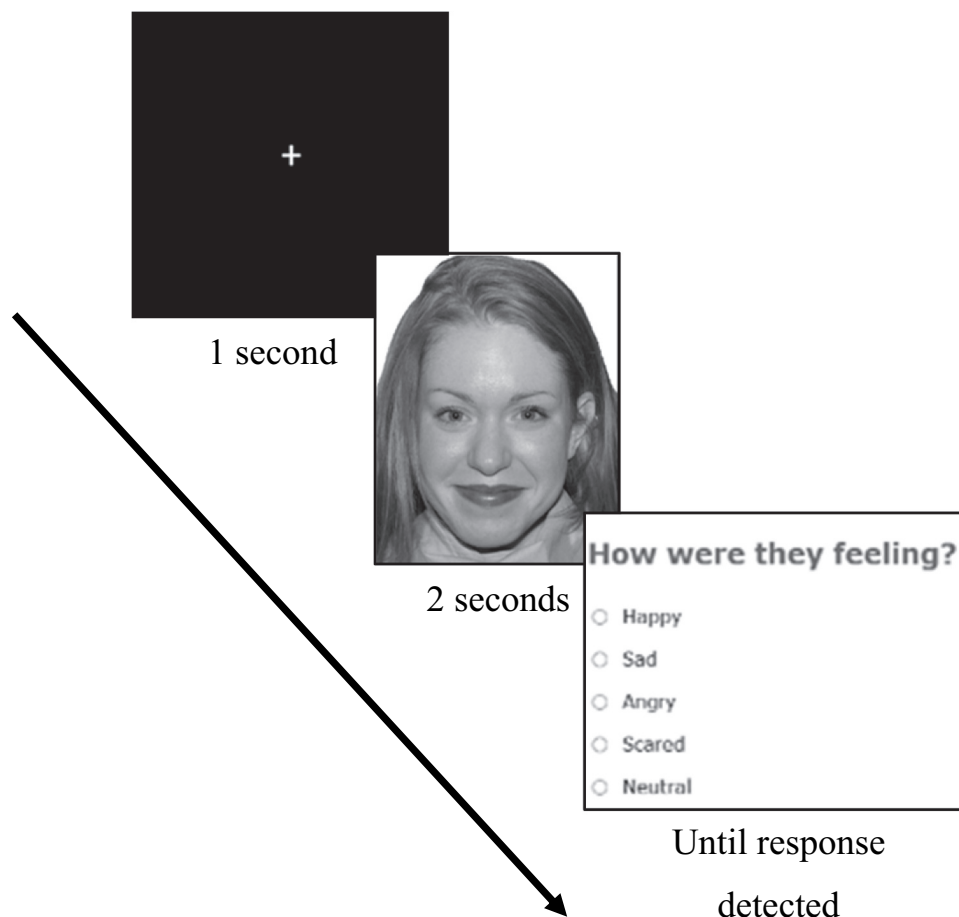 +
1 second
2 seconds
How were they feeling?
Happy
Sad
Angry
Scared
Neutral
Until response
detected